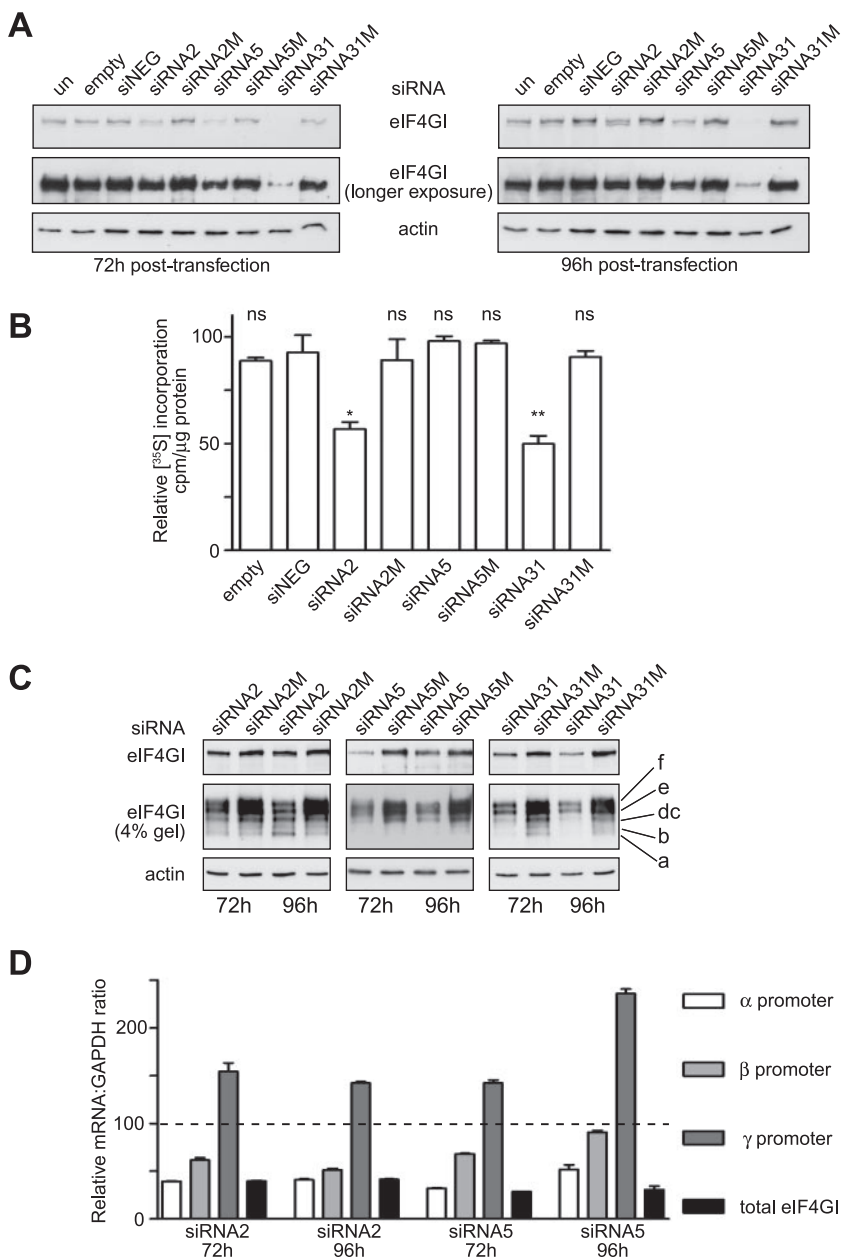 A
un empty siNEG siRNA2 siRNA2M siRNA5 siRNA5M siRNA31 siRNA31M
siRNA
un empty siNEG siRNA2 siRNA2M siRNA5 siRNA5M siRNA31 siRNA31M
eIF4GI
eIF4GI
(longer exposure)
actin
72h post-transfection
96h post-transfection
B
ns ns ns ns ns
* **
100
50
0
Relative [³⁵S] incorporation
cpm/µg protein
empty siNEG siRNA2 siRNA2M siRNA5 siRNA5M siRNA31 siRNA31M
C
siRNA
siRNA2 siRNA2M siRNA2 siRNA2M
siRNA5 siRNA5M siRNA5 siRNA5M
siRNA31 siRNA31M siRNA31 siRNA31M
eIF4GI
eIF4GI
(4% gel)
actin
f
e
dc
b
a
72h 96h 72h 96h 72h 96h
D
Relative mRNA:GAPDH ratio
200
100
0
siRNA2
72h
siRNA2
96h
siRNA5
72h
siRNA5
96h
α promoter
β promoter
γ promoter
total eIF4GI